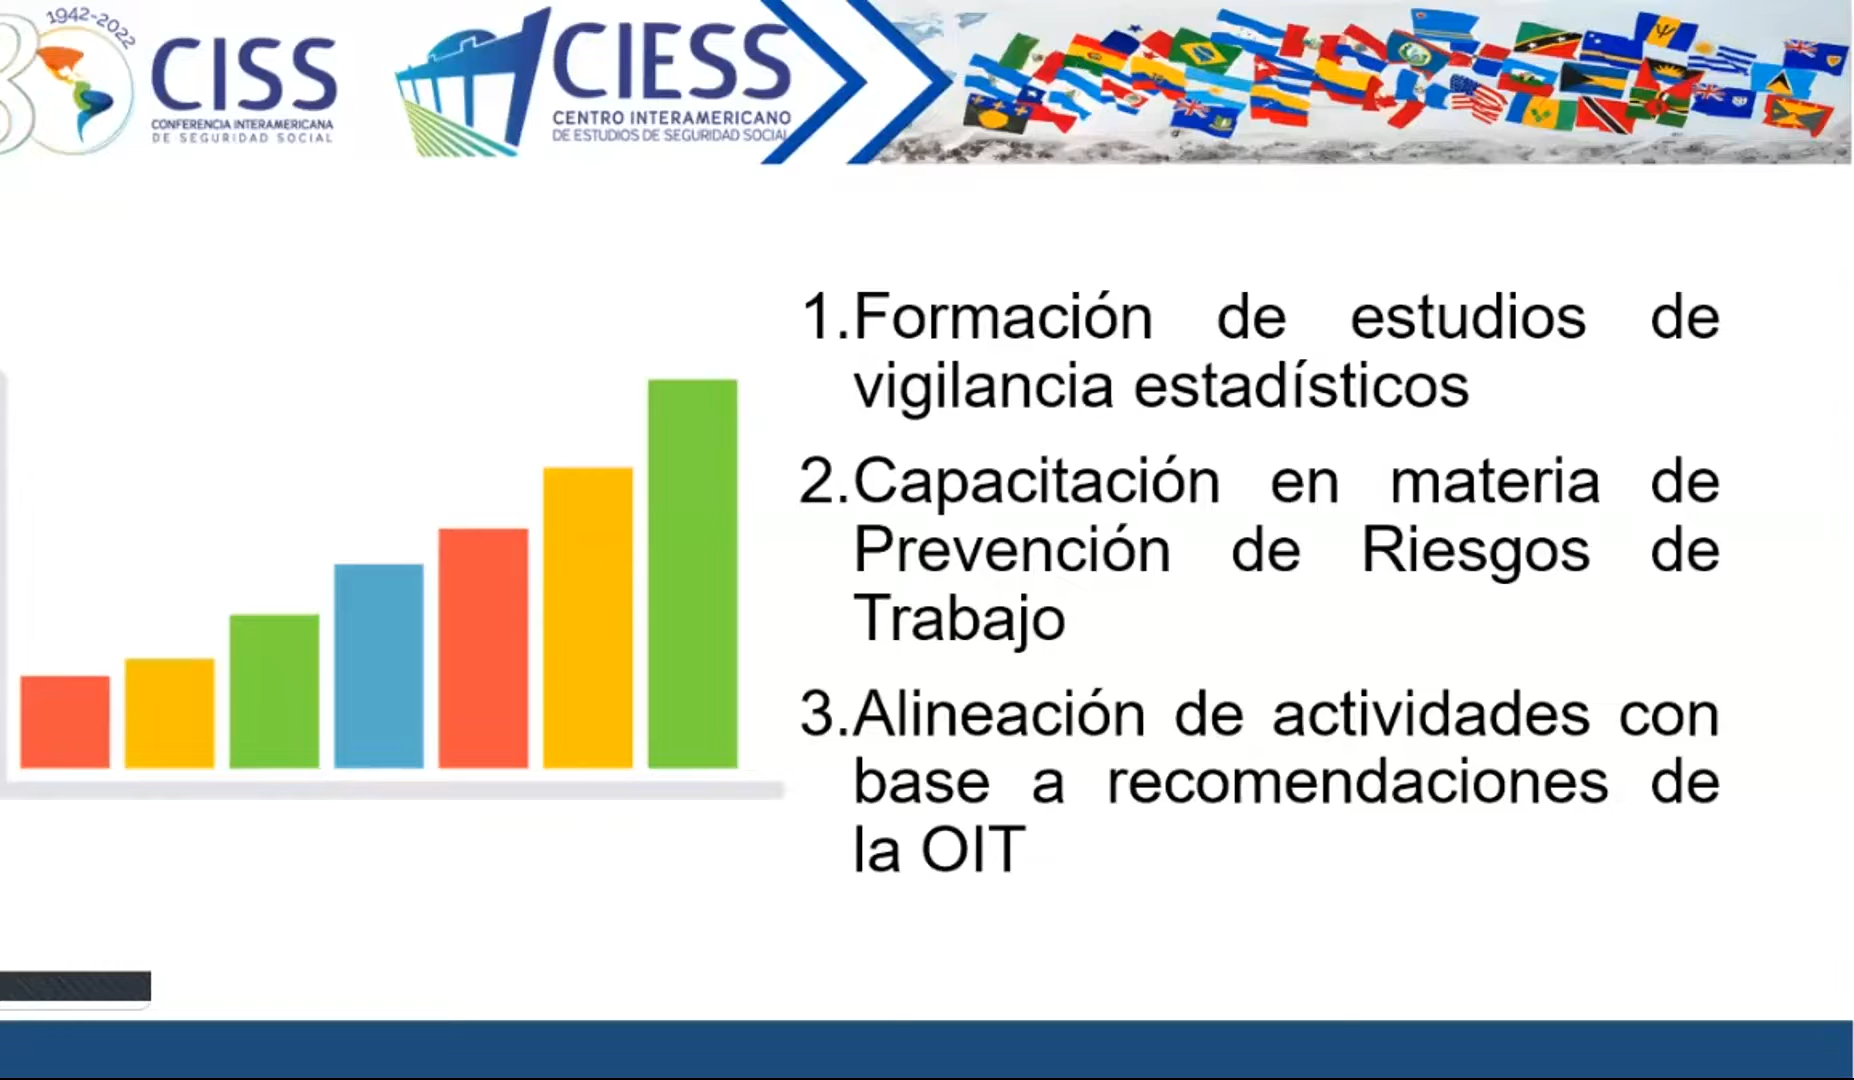 1942-2022
CISS
CONFERENCIA INTERAMERICANA
DE SEGURIDAD SOCIAL
CIESS
CENTRO INTERAMERICANO
DE ESTUDIOS DE SEGURIDAD SOCIAL
1.Formación de estudios de
vigilancia estadísticos
2.Capacitación en materia de
Prevención de Riesgos de
Trabajo
3.Alineación de actividades con
base a recomendaciones de
la OIT